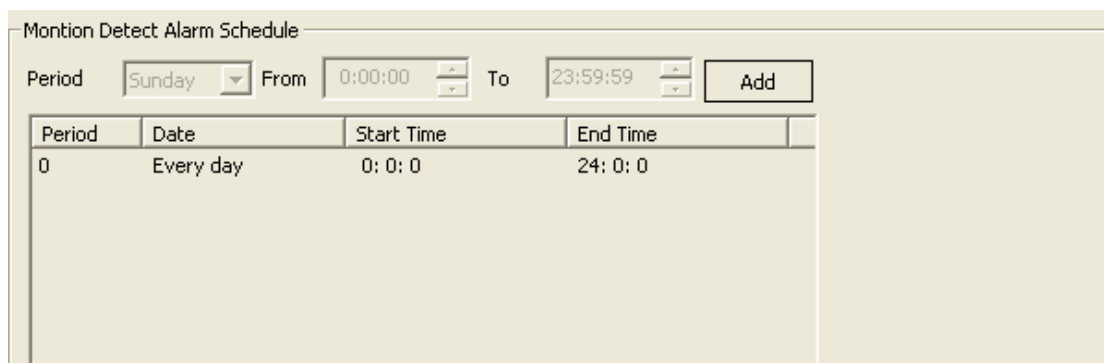 Montion Detect Alarm Schedule
Period Sunday From 0:00:00 To 23:59:59 Add
Period Date Start Time End Time
0 Every day 0: 0: 0 24: 0: 0